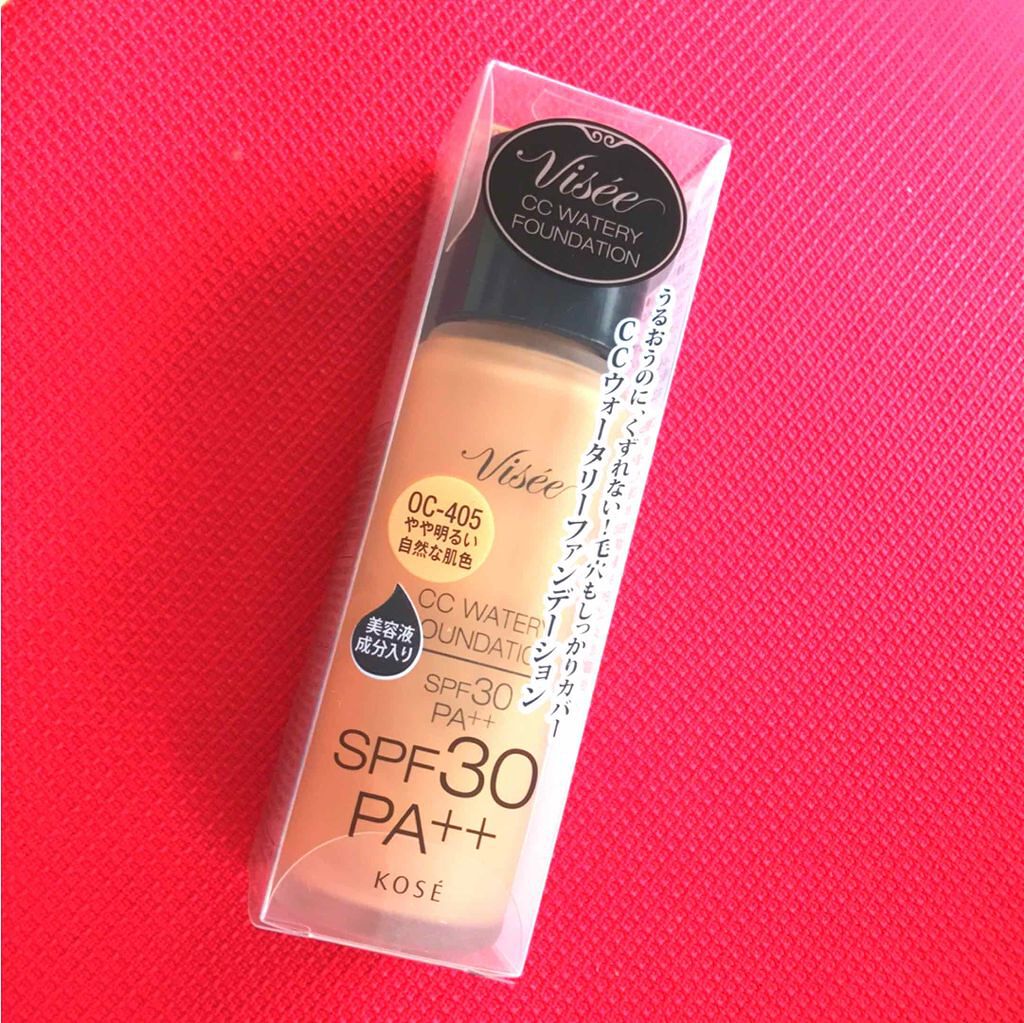 Visée
CC WATERY
FOUNDATION
うるおうのに、くずれない!毛穴もしっかりカバー
CCウォータリーファンデーション
Visée
OC-405
やや明るい
自然な肌色
美容液
成分入り
CC WATERY
FOUNDATION
SPF30
PA++
SPF30
PA++
KOSÉ